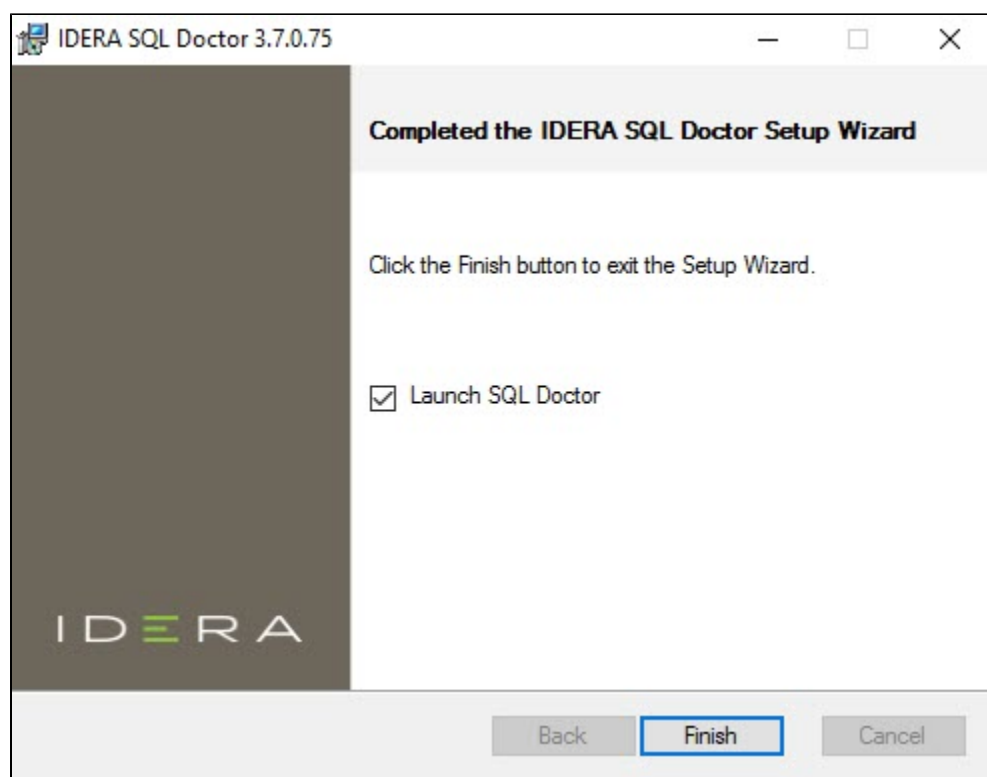 IDERA SQL Doctor 3.7.0.75
Completed the IDERA SQL Doctor Setup Wizard
Click the Finish button to exit the Setup Wizard.
Launch SQL Doctor
IDERA
Back Finish Cancel